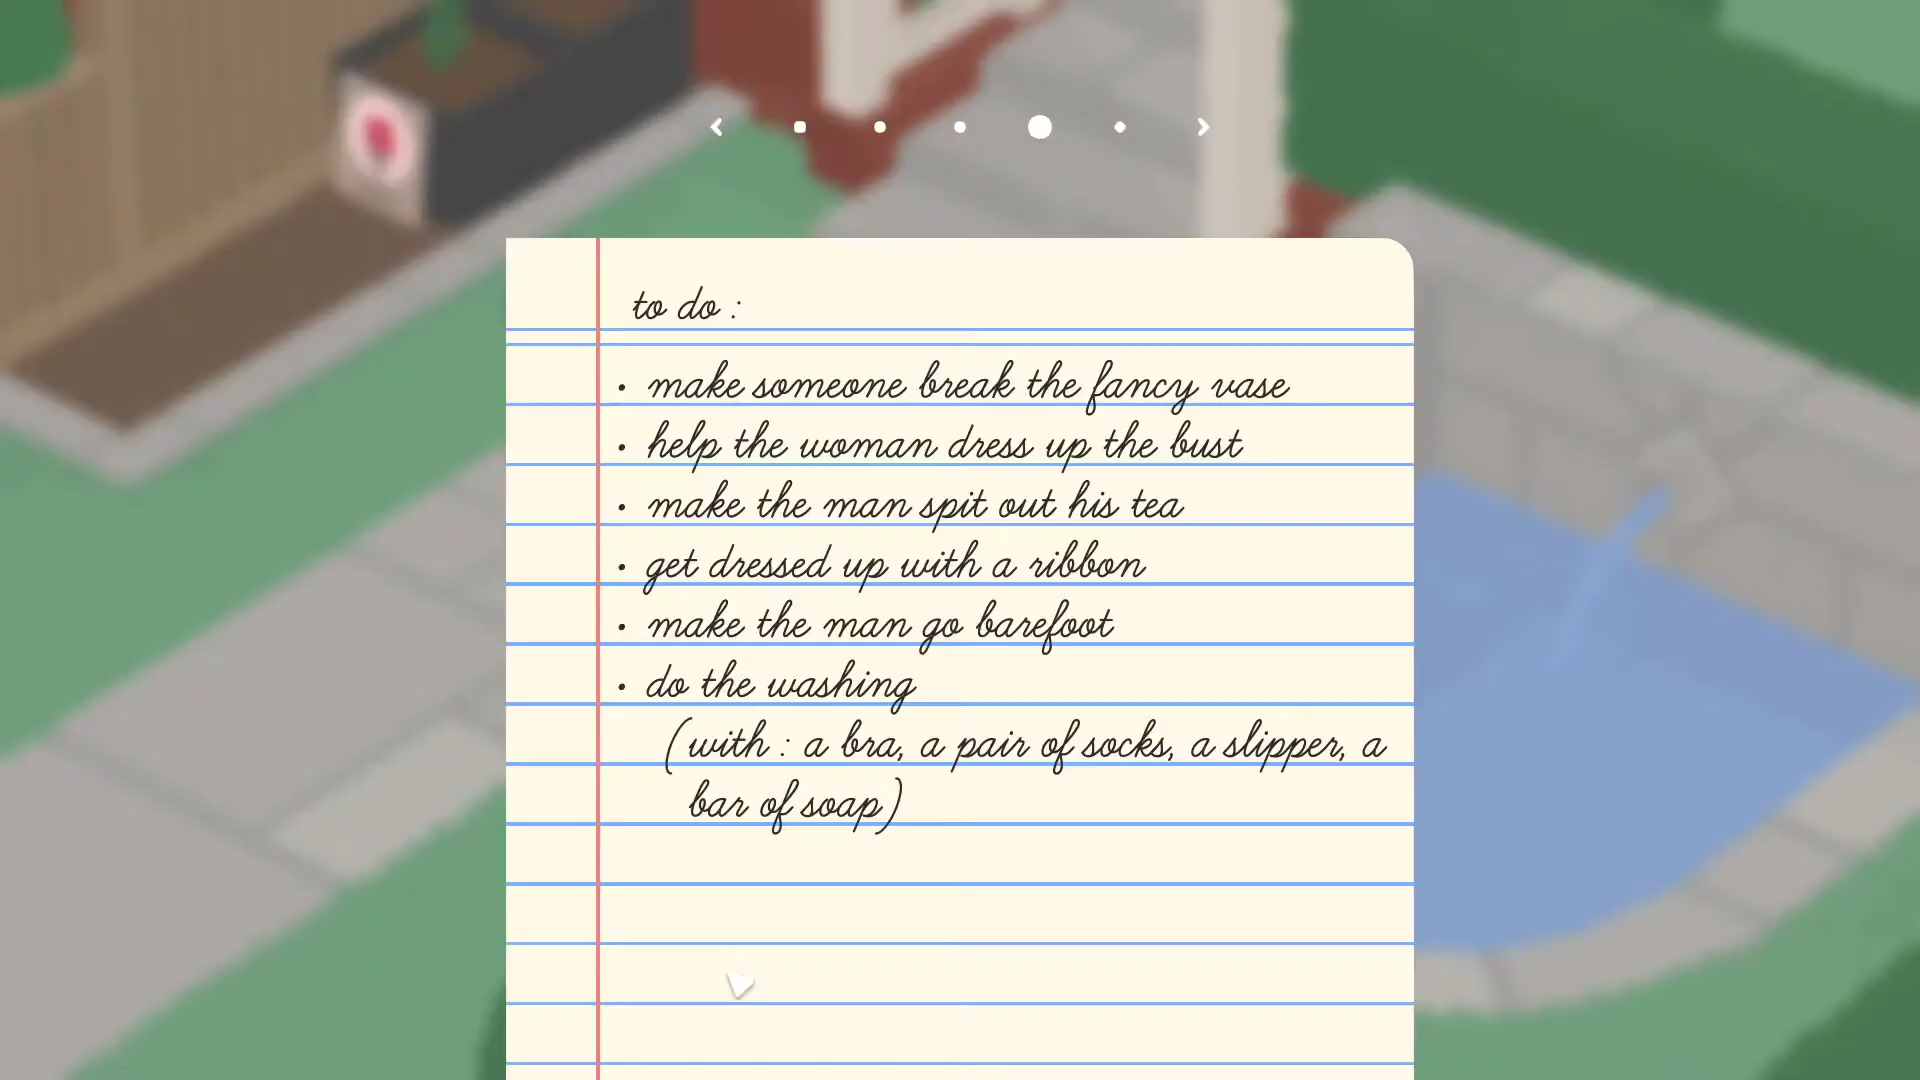 to do :
• make someone break the fancy vase
• help the woman dress up the bust
• make the man spit out his tea
• get dressed up with a ribbon
• make the man go barefoot
• do the washing
(with : a bra, a pair of socks, a slipper, a
bar of soap)